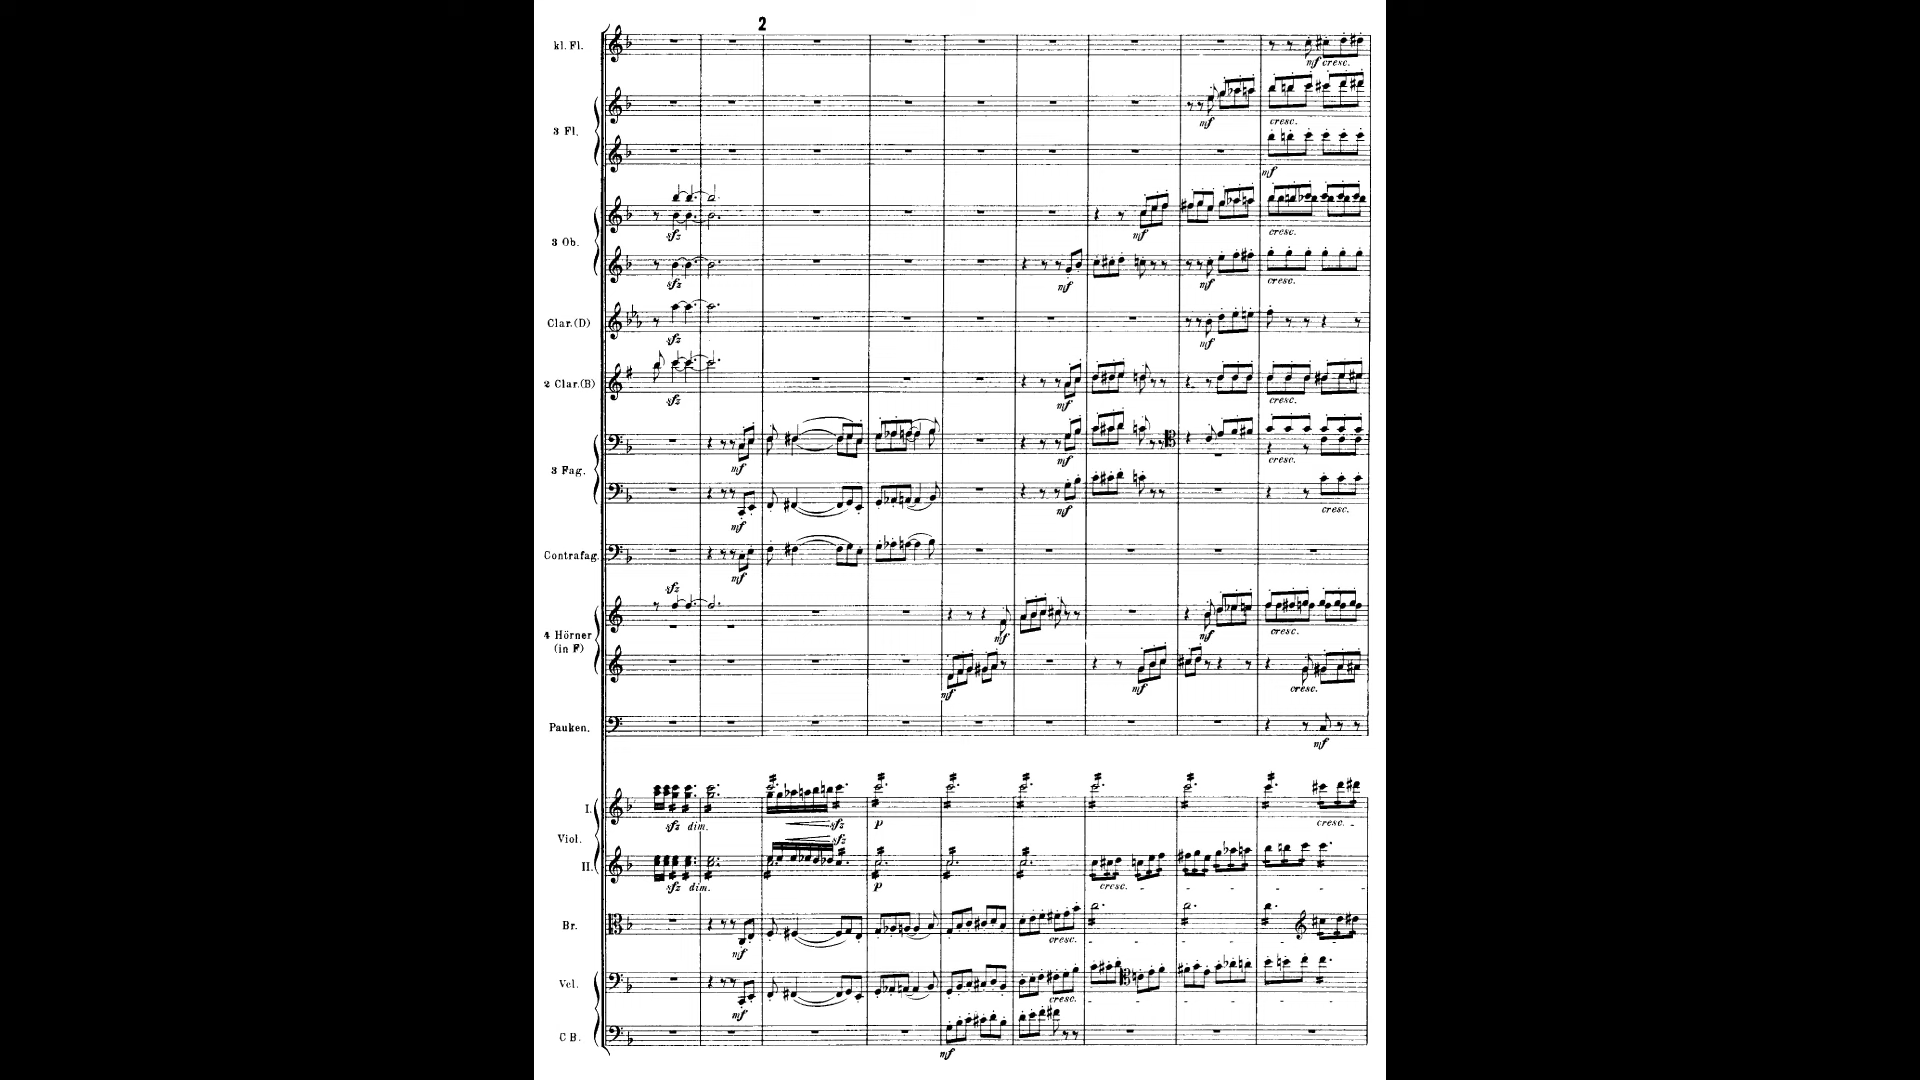 2
kl. Fl.
mf cresc.
3 Fl.
mf cresc.
mf
3 Ob.
sfz mf cresc.
sfz mf mf cresc.
Clar.(D)
sfz mf
2 Clar.(B)
sfz mf cresc.
3 Fag.
mf mf cresc.
mf mf cresc.
Contrafag.
mf
4 Hörner
(in F)
sfz mf mf cresc.
mf mf cresc.
Pauken.
mf
Viol.
I.
sfz dim. sfz p cresc.
II.
sfz dim. sfz p cresc.
Br.
mf cresc.
Vcl.
mf cresc.
C B.
mf